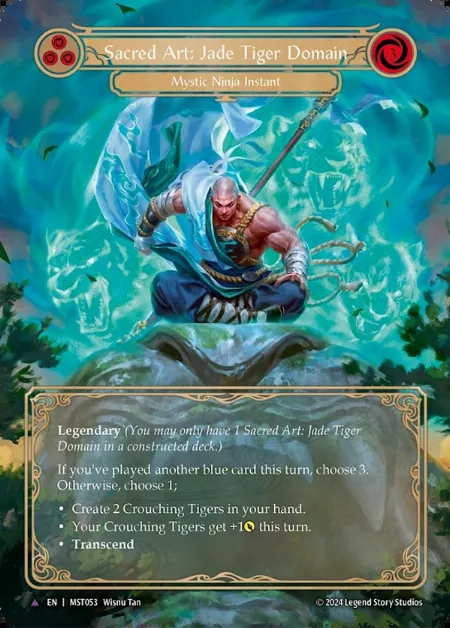 Sacred Art: Jade Tiger Domain
3
Mystic Ninja Instant
Legendary (You may only have 1 Sacred Art: Jade Tiger
Domain in a constructed deck.)
If you've played another blue card this turn, choose 3.
Otherwise, choose 1;
• Create 2 Crouching Tigers in your hand.
• Your Crouching Tigers get +1 this turn.
• Transcend
EN | MST053 Wisnu Tan
© 2024 Legend Story Studios